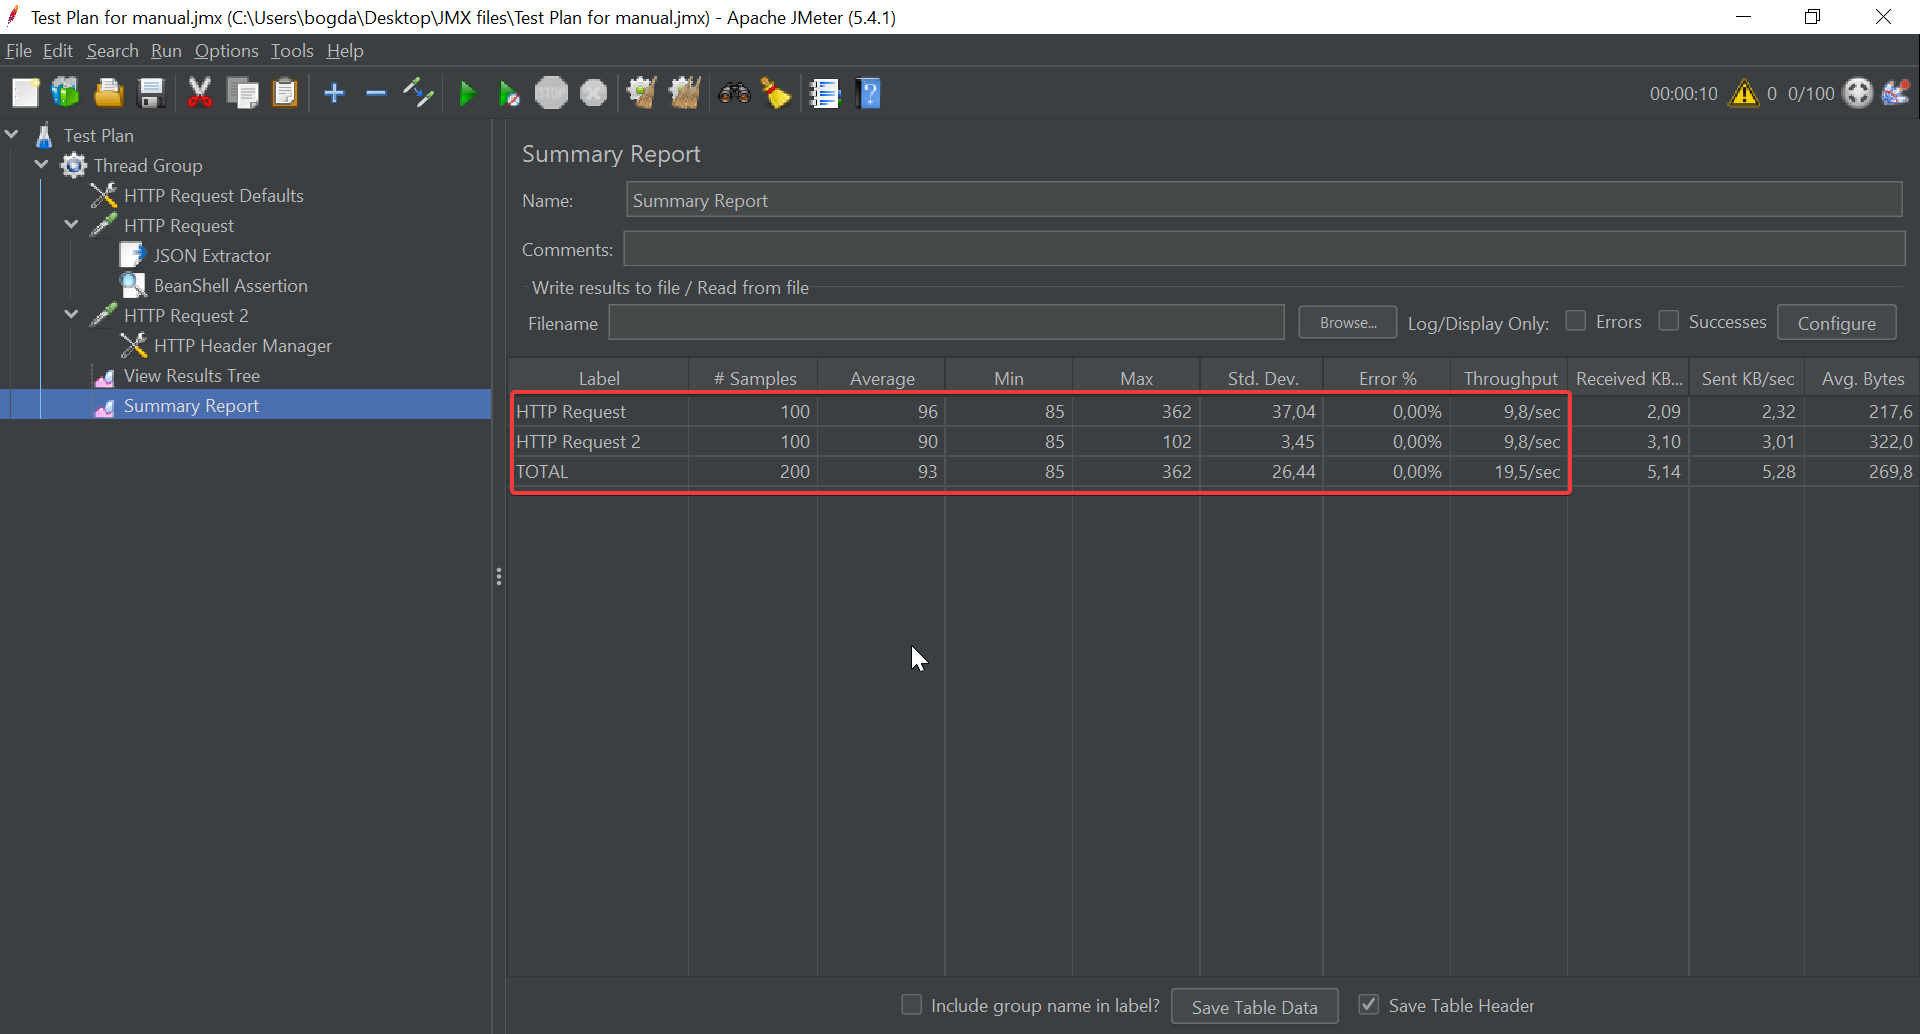 Test Plan for manual.jmx (C:\Users\bogda\Desktop\JMX files\Test Plan for manual.jmx) - Apache JMeter (5.4.1)
File Edit Search Run Options Tools Help
STOP
00:00:10 0 0/100
Test Plan
Thread Group
HTTP Request Defaults
HTTP Request
JSON Extractor
BeanShell Assertion
HTTP Request 2
HTTP Header Manager
View Results Tree
Summary Report
Summary Report
Name: Summary Report
Comments:
Write results to file / Read from file
Filename Browse... Log/Display Only: Errors Successes Configure
Label # Samples Average Min Max Std. Dev. Error % Throughput Received KB... Sent KB/sec Avg. Bytes
HTTP Request 100 96 85 362 37,04 0,00% 9,8/sec 2,09 2,32 217,6
HTTP Request 2 100 90 85 102 3,45 0,00% 9,8/sec 3,10 3,01 322,0
TOTAL 200 93 85 362 26,44 0,00% 19,5/sec 5,14 5,28 269,8
Include group name in label? Save Table Data Save Table Header